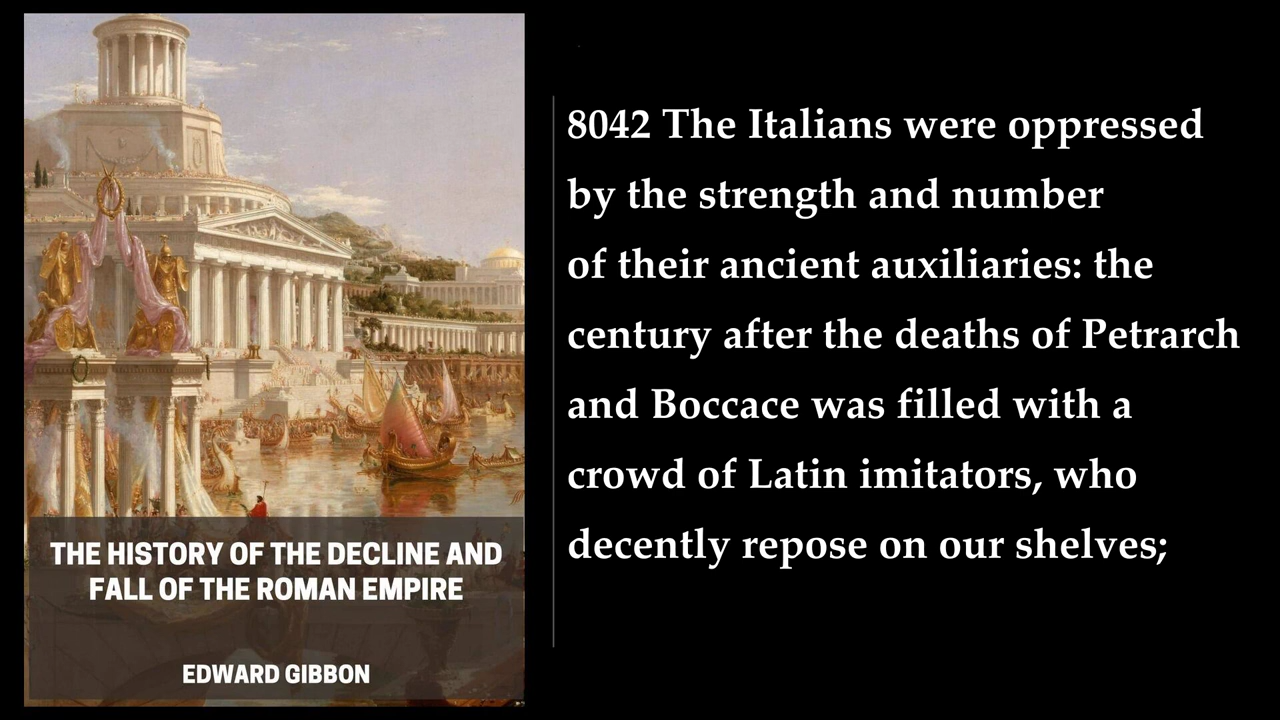 THE HISTORY OF THE DECLINE AND
FALL OF THE ROMAN EMPIRE
EDWARD GIBBON
8042 The Italians were oppressed
by the strength and number
of their ancient auxiliaries: the
century after the deaths of Petrarch
and Boccace was filled with a
crowd of Latin imitators, who
decently repose on our shelves;